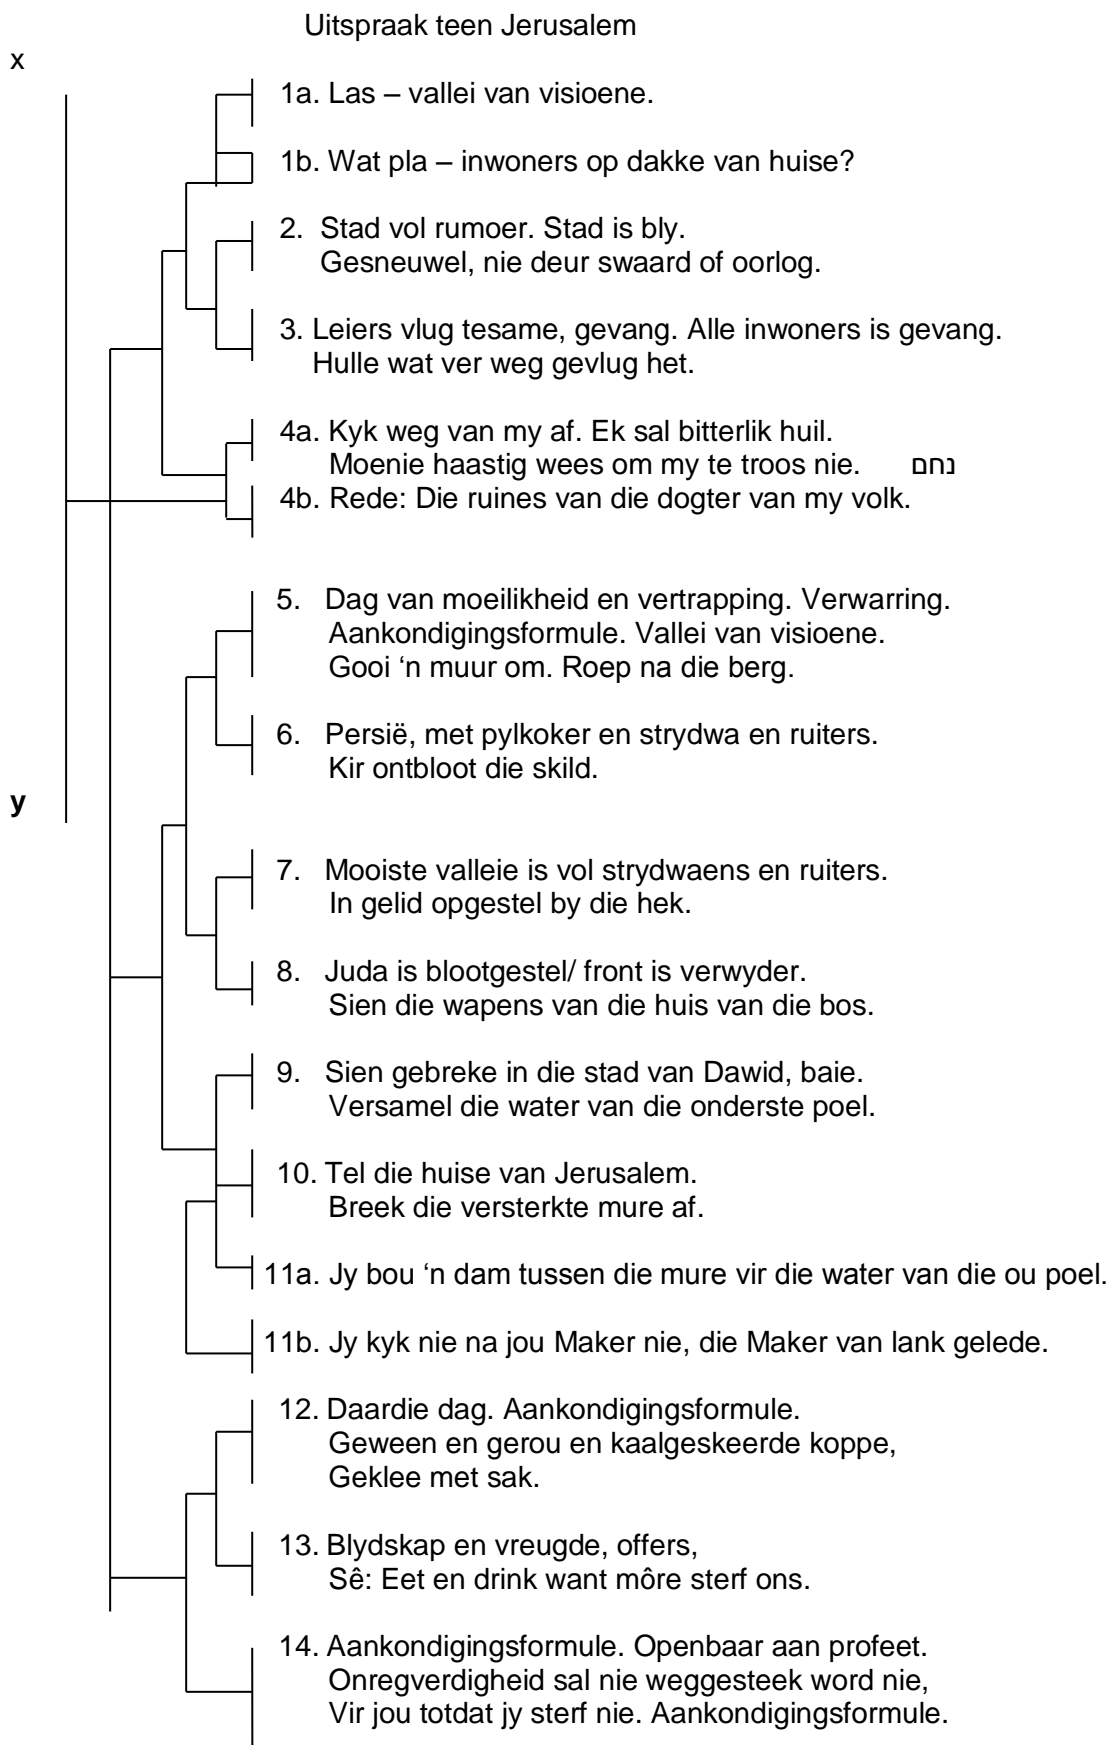 Uitspraak teen Jerusalem
x
1a. Las – vallei van visioene.
1b. Wat pla – inwoners op dakke van huise?
2. Stad vol rumoer. Stad is bly.
Gesneuwel, nie deur swaard of oorlog.
3. Leiers vlug tesame, gevang. Alle inwoners is gevang.
Hulle wat ver weg gevlug het.
4a. Kyk weg van my af. Ek sal bitterlik huil.
Moenie haastig wees om my te troos nie. נחם
4b. Rede: Die ruines van die dogter van my volk.
5. Dag van moeilikheid en vertrapping. Verwarring.
Aankondigingsformule. Vallei van visioene.
Gooi ‘n muur om. Roep na die berg.
6. Persië, met pylkoker en strydwa en ruiters.
Kir ontbloot die skild.
y
7. Mooiste valleie is vol strydwaens en ruiters.
In gelid opgestel by die hek.
8. Juda is blootgestel/ front is verwyder.
Sien die wapens van die huis van die bos.
9. Sien gebreke in die stad van Dawid, baie.
Versamel die water van die onderste poel.
10. Tel die huise van Jerusalem.
Breek die versterkte mure af.
11a. Jy bou ‘n dam tussen die mure vir die water van die ou poel.
11b. Jy kyk nie na jou Maker nie, die Maker van lank gelede.
12. Daardie dag. Aankondigingsformule.
Geween en gerou en kaalgeskeerde koppe,
Geklee met sak.
13. Blydskap en vreugde, offers,
Sê: Eet en drink want môre sterf ons.
14. Aankondigingsformule. Openbaar aan profeet.
Onregverdigheid sal nie weggesteek word nie,
Vir jou totdat jy sterf nie. Aankondigingsformule.